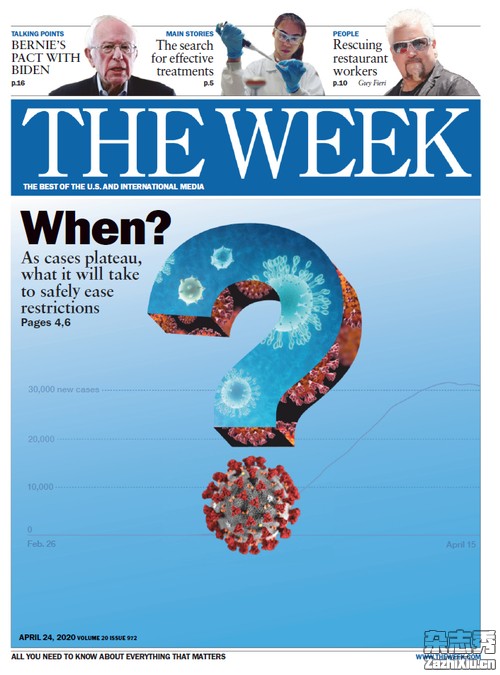 TALKING POINTS
BERNIE'S
PACT WITH
BIDEN
p.16
MAIN STORIES
The search
for effective
treatments
p.5
PEOPLE
Rescuing
restaurant
workers
p.10 Guy Fieri
THE WEEK
THE BEST OF THE U.S. AND INTERNATIONAL MEDIA
When?
As cases plateau,
what it will take
to safely ease
restrictions
Pages 4,6
30,000 new cases
20,000
10,000
0
Feb. 26
April 15
APRIL 24, 2020 VOLUME 20 ISSUE 972
ALL YOU NEED TO KNOW ABOUT EVERYTHING THAT MATTERS
WWW.THEWEEK.COM
杂志秀
ZaZhiXiu.cn